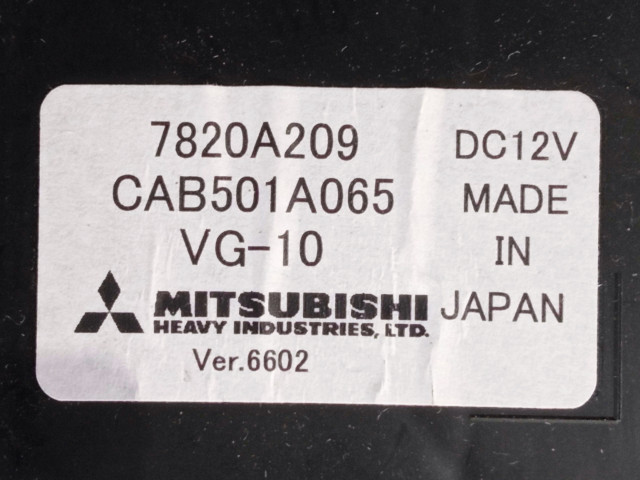 7820A209
CAB501A065
VG-10
MITSUBISHI
HEAVY INDUSTRIES, LTD.
Ver.6602
DC12V
MADE
IN
JAPAN